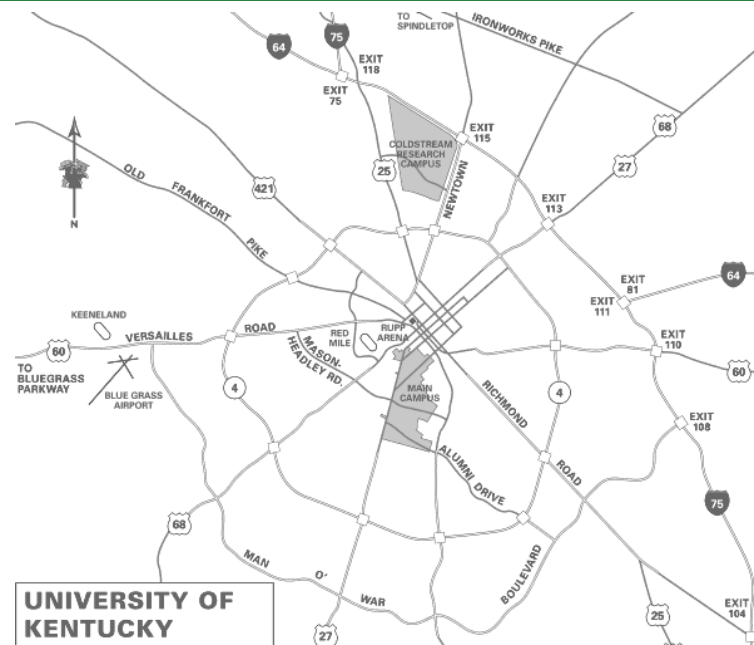 TO
SPINDLETOP
IRONWORKS PIKE
75
64
EXIT
118
EXIT
75
EXIT
115
68
COLDSTREAM
RESEARCH
CAMPUS
27
OLD FRANKFORT PIKE
25
421
NEWTOWN
EXIT
113
N
EXIT
81
64
EXIT
111
KEENELAND
VERSAILLES ROAD
RED
MILE
RUPP
ARENA
EXIT
110
60
TO
BLUEGRASS
PARKWAY
MASON-
HEADLEY RD.
60
BLUE GRASS
AIRPORT
4
MAIN
CAMPUS
RICHMOND ROAD
4
EXIT
108
ALUMNI DRIVE
75
68
MAN O' WAR BOULEVARD
UNIVERSITY OF
KENTUCKY
27
25
EXIT
104